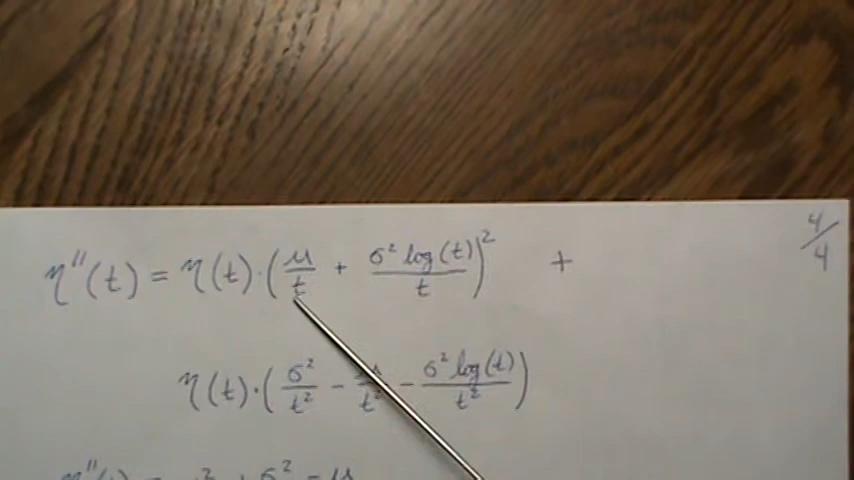 4/4
η''(t) = η(t)·(μ/t + σ² log(t)/t)² +
η(t)·(σ²/t² - μ/t² - σ² log(t)/t²)